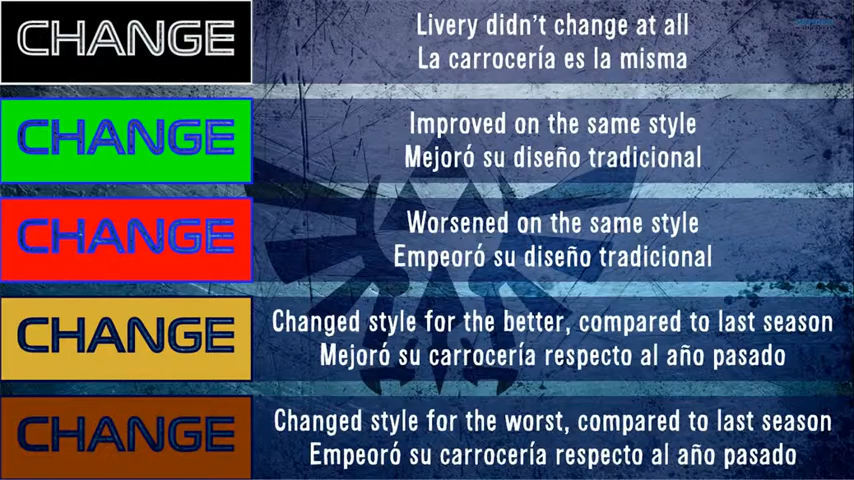 CHANGE
Livery didn't change at all
La carrocería es la misma
CHANGE
Improved on the same style
Mejoró su diseño tradicional
CHANGE
Worsened on the same style
Empeoró su diseño tradicional
CHANGE
Changed style for the better, compared to last season
Mejoró su carrocería respecto al año pasado
CHANGE
Changed style for the worst, compared to last season
Empeoró su carrocería respecto al año pasado